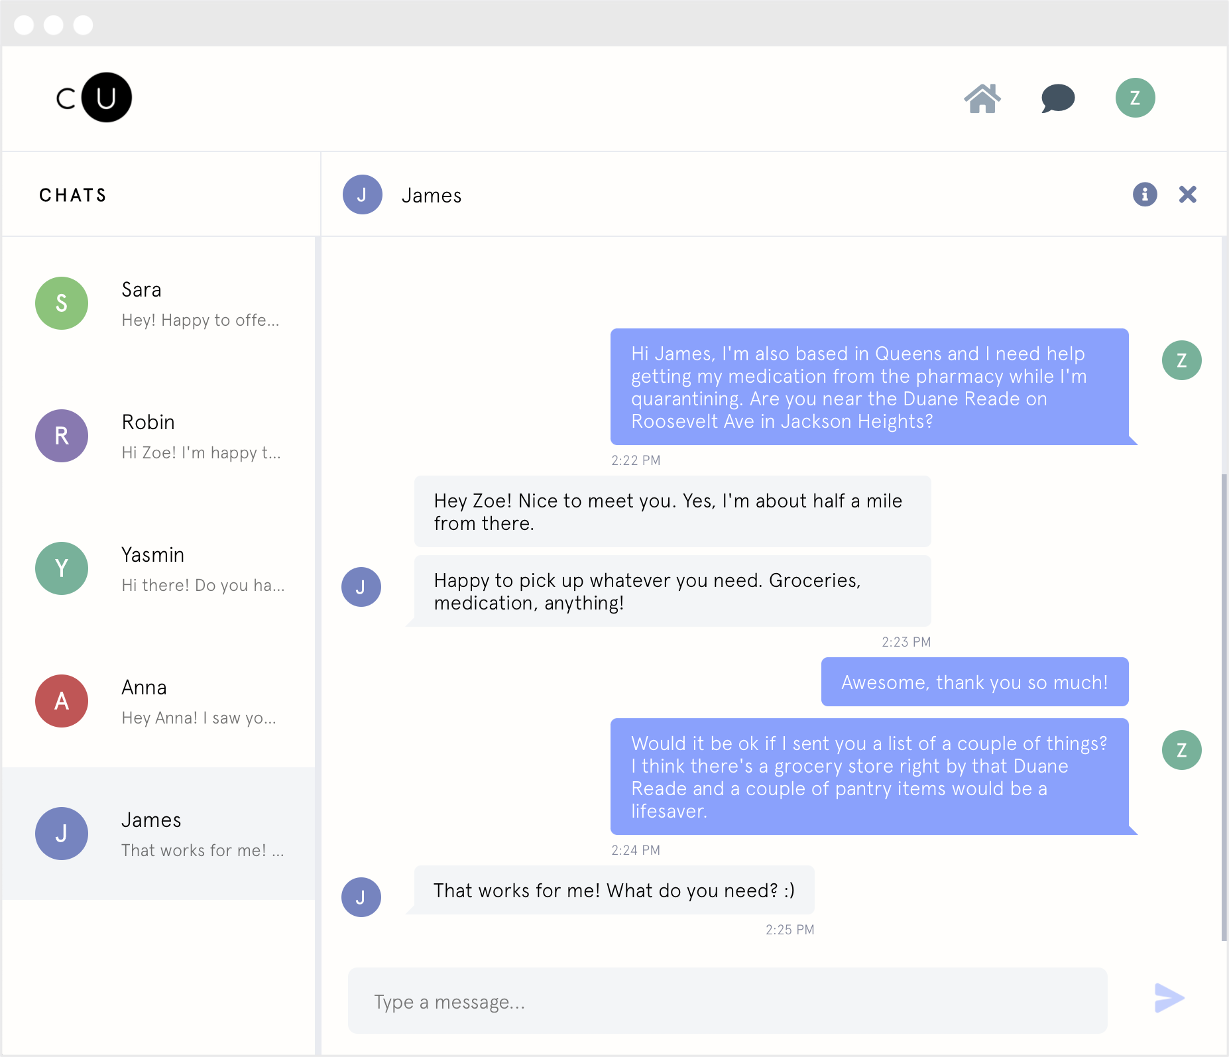 C U
Z
CHATS
J
James
S
Sara
Hey! Happy to offe...
R
Robin
Hi Zoe! I'm happy t...
Y
Yasmin
Hi there! Do you ha...
A
Anna
Hey Anna! I saw yo...
J
James
That works for me! ...
Hi James, I'm also based in Queens and I need help
getting my medication from the pharmacy while I'm
quarantining. Are you near the Duane Reade on
Roosevelt Ave in Jackson Heights?
Z
2:22 PM
Hey Zoe! Nice to meet you. Yes, I'm about half a mile
from there.
J
Happy to pick up whatever you need. Groceries,
medication, anything!
2:23 PM
Awesome, thank you so much!
Would it be ok if I sent you a list of a couple of things?
I think there's a grocery store right by that Duane
Reade and a couple of pantry items would be a
lifesaver.
Z
2:24 PM
J
That works for me! What do you need? :)
2:25 PM
Type a message...